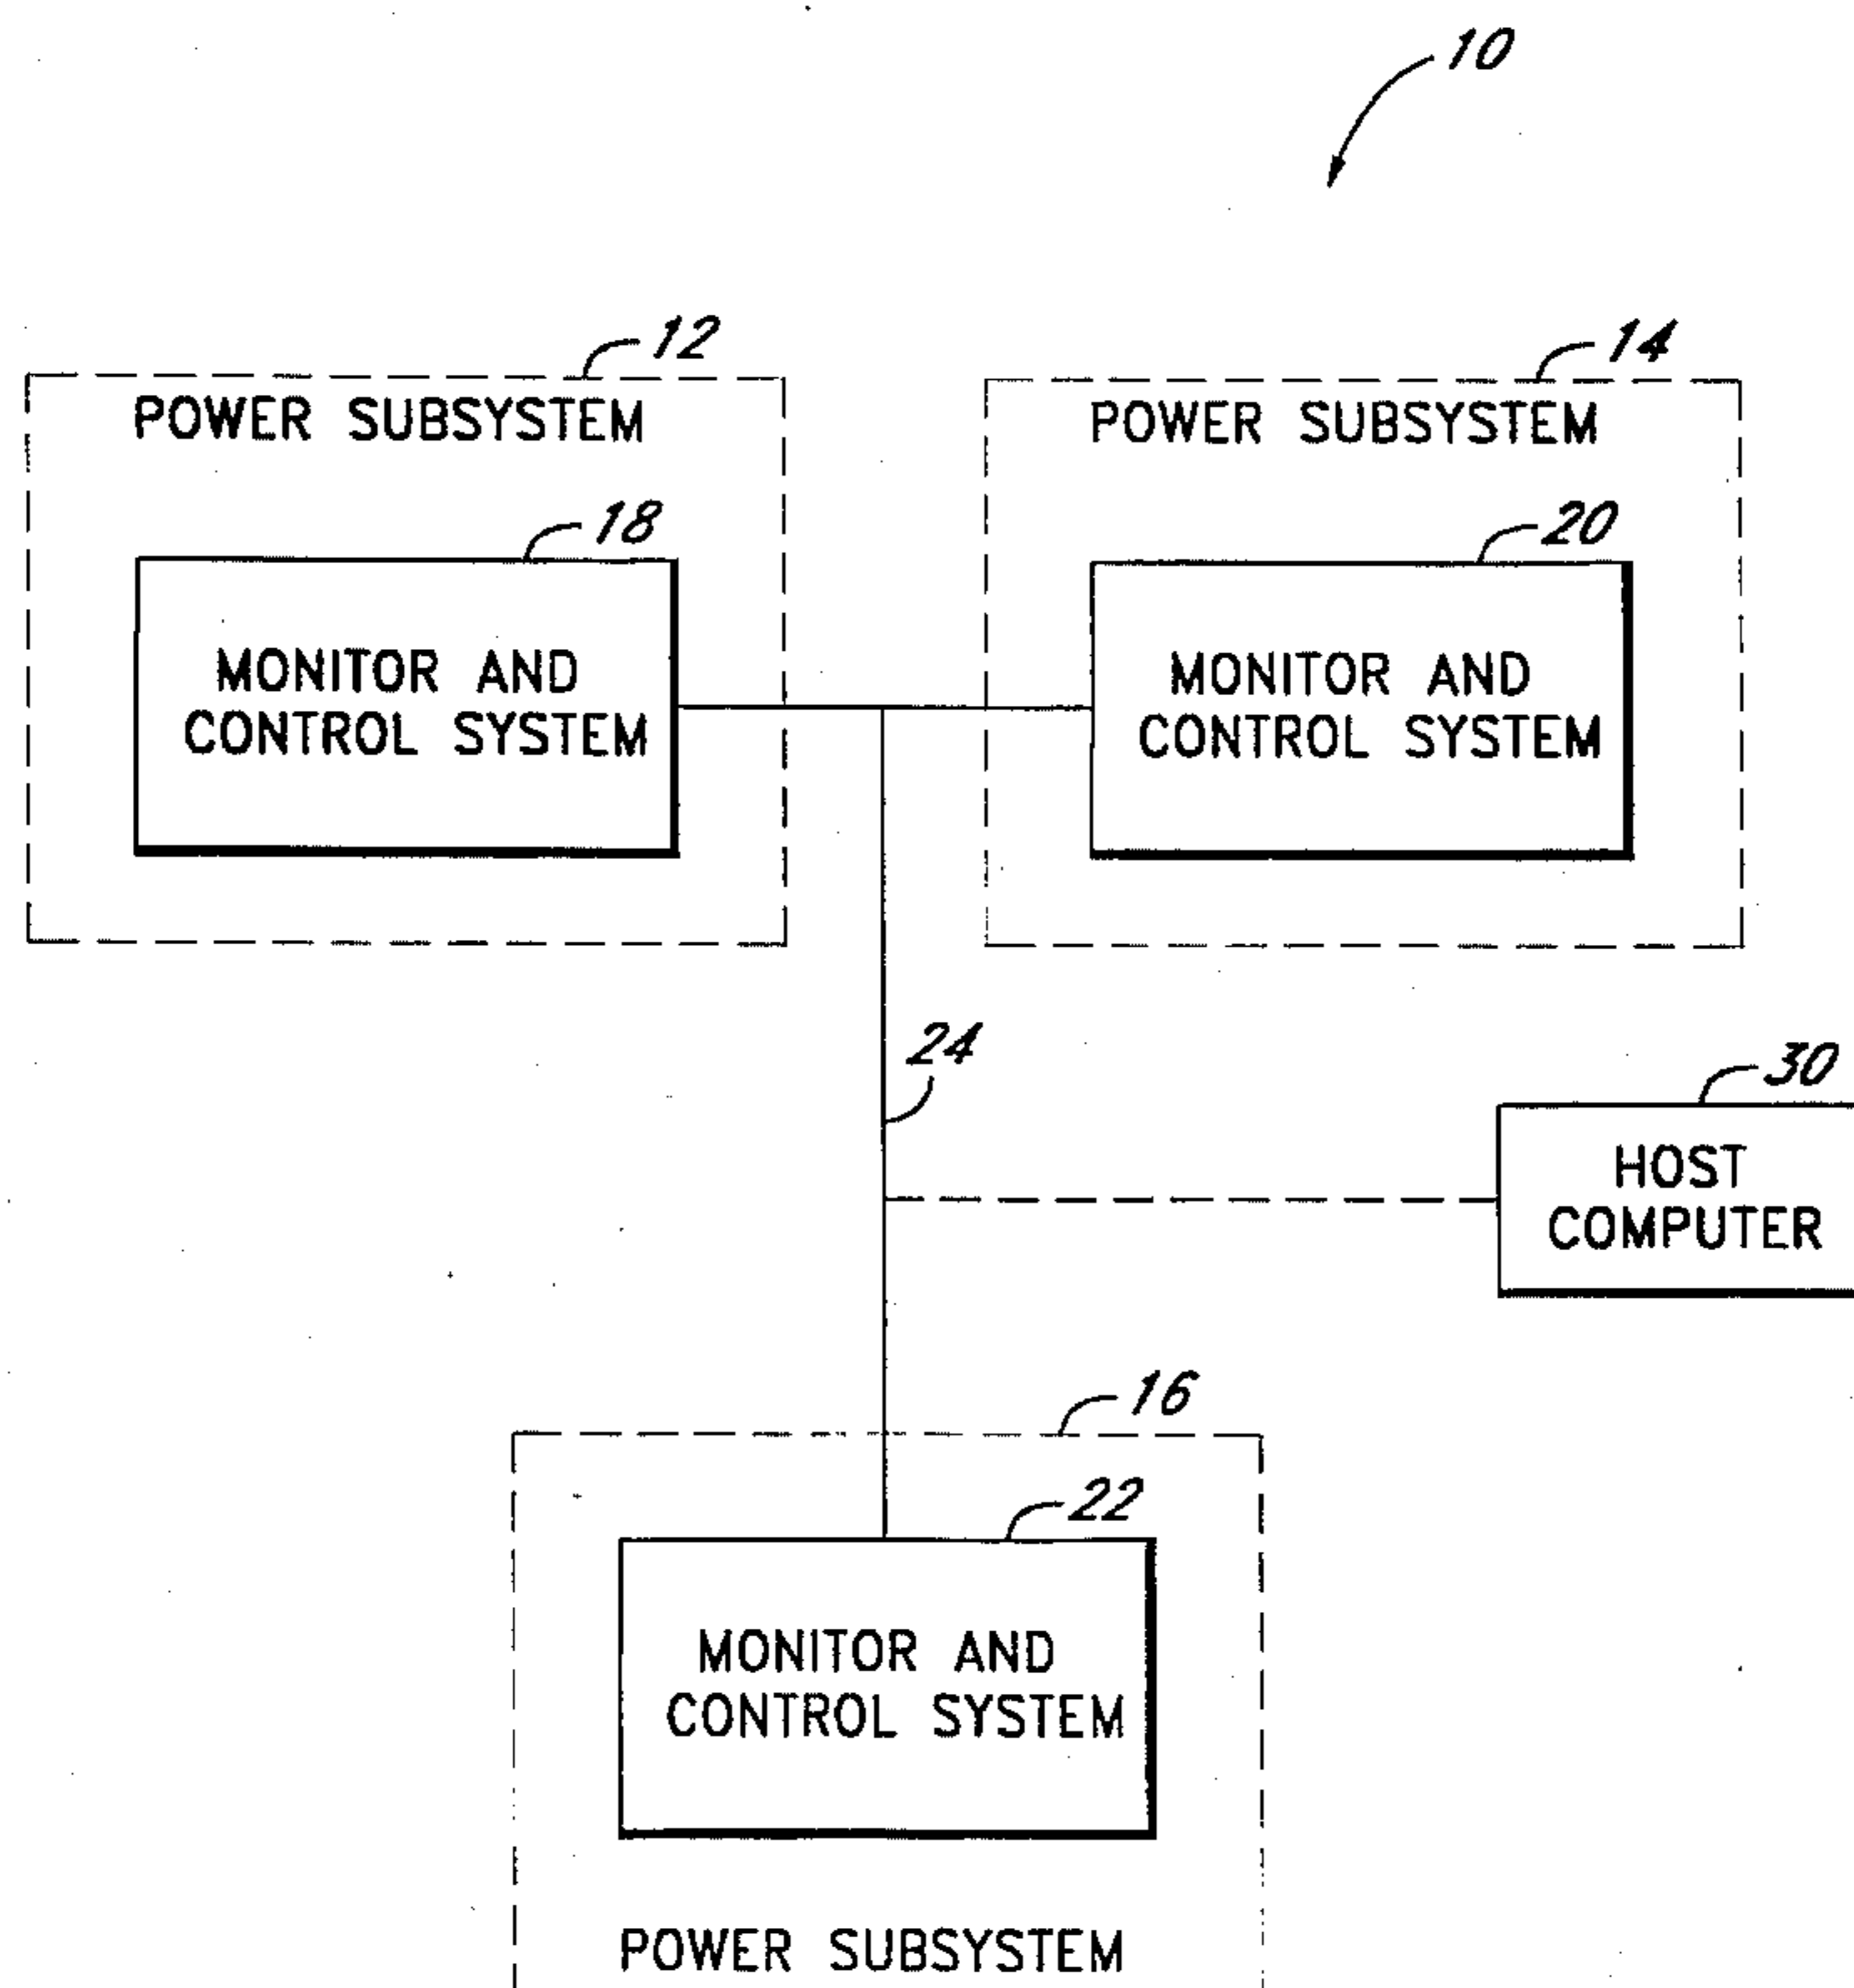 10
12
POWER SUBSYSTEM
18
MONITOR AND
CONTROL SYSTEM
14
POWER SUBSYSTEM
20
MONITOR AND
CONTROL SYSTEM
24
30
HOST
COMPUTER
16
22
MONITOR AND
CONTROL SYSTEM
POWER SUBSYSTEM